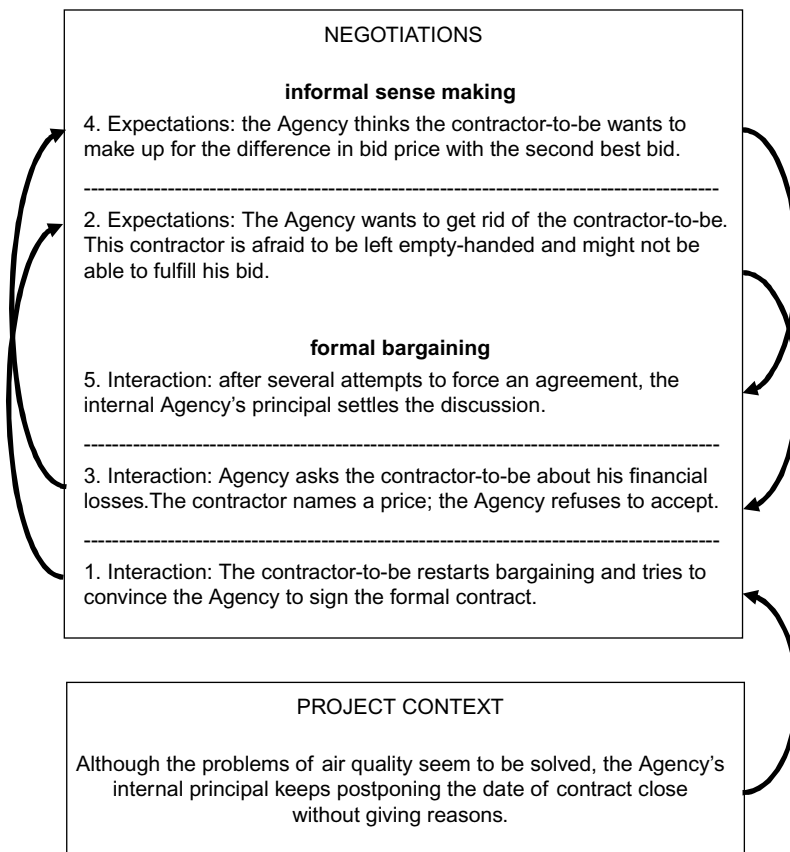 NEGOTIATIONS
informal sense making
4. Expectations: the Agency thinks the contractor-to-be wants to
make up for the difference in bid price with the second best bid.
------------------------------------------------------------------------------------------
2. Expectations: The Agency wants to get rid of the contractor-to-be.
This contractor is afraid to be left empty-handed and might not be
able to fulfill his bid.
formal bargaining
5. Interaction: after several attempts to force an agreement, the
internal Agency's principal settles the discussion.
------------------------------------------------------------------------------------------
3. Interaction: Agency asks the contractor-to-be about his financial
losses.The contractor names a price; the Agency refuses to accept.
------------------------------------------------------------------------------------------
1. Interaction: The contractor-to-be restarts bargaining and tries to
convince the Agency to sign the formal contract.
PROJECT CONTEXT
Although the problems of air quality seem to be solved, the Agency's
internal principal keeps postponing the date of contract close
without giving reasons.